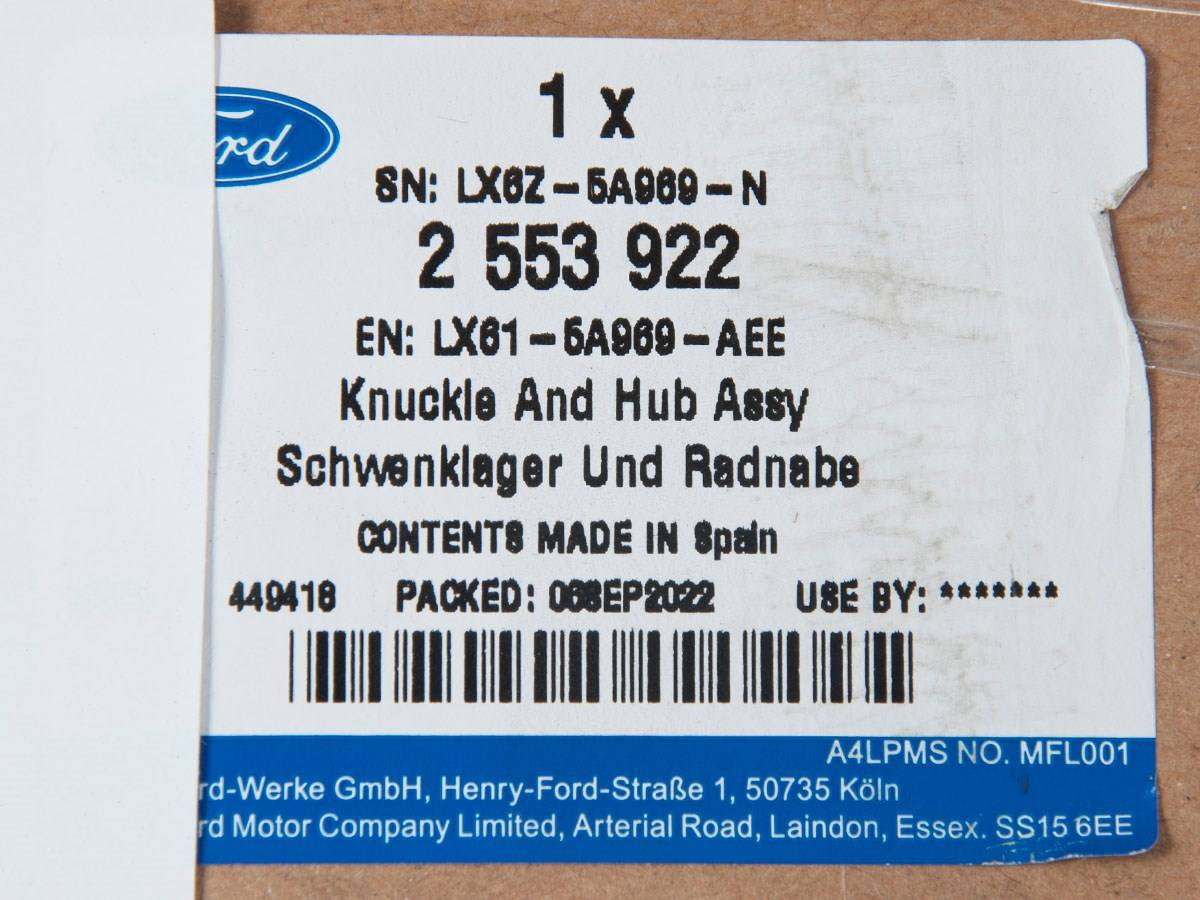 rd
1 x
SN: LX6Z-5A969-N
2 553 922
EN: LX61-5A969-AEE
Knuckle And Hub Assy
Schwenklager Und Radnabe
CONTENTS MADE IN Spain
449418 PACKED: 06SEP2022 USE BY: *******
A4LPMS NO. MFL001
rd-Werke GmbH, Henry-Ford-Straße 1, 50735 Köln
rd Motor Company Limited, Arterial Road, Laindon, Essex. SS15 6EE